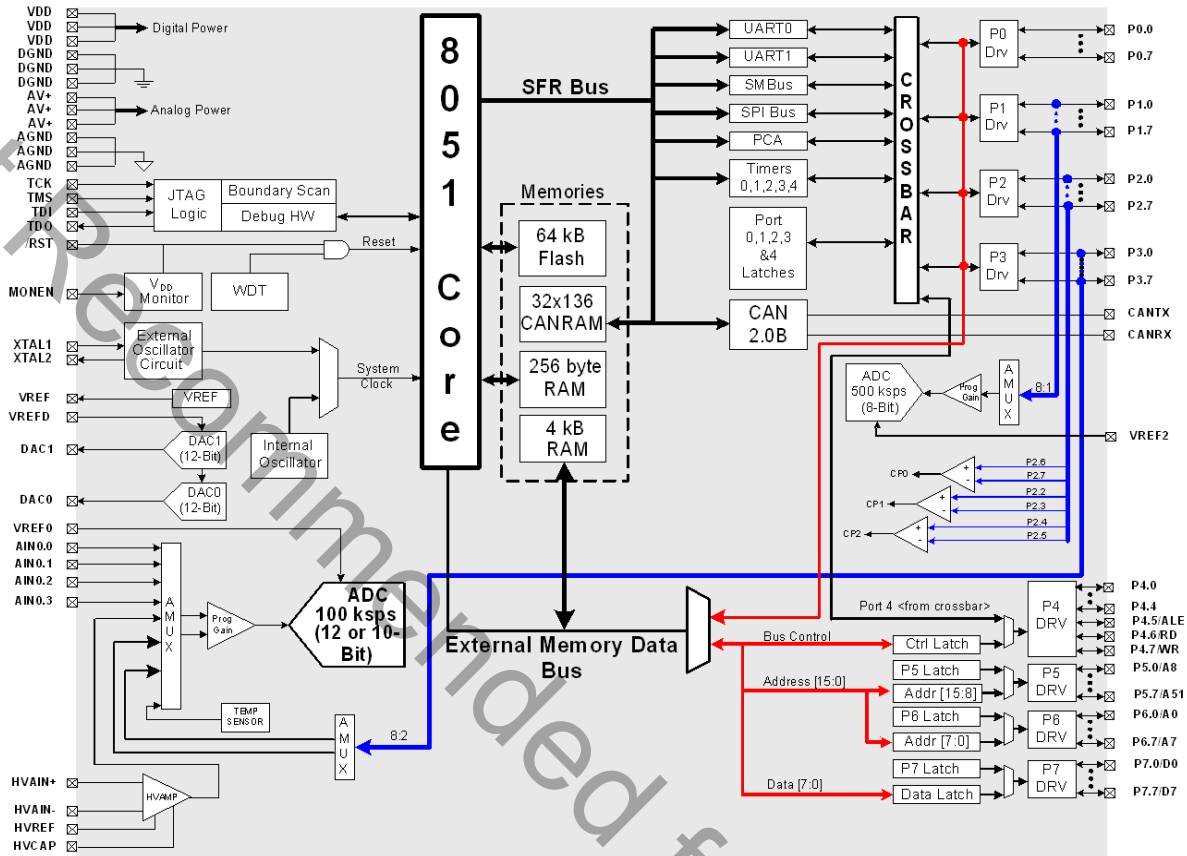 VDD
VDD
VDD
Digital Power
DGND
DGND
DGND
AV+
AV+
AV+
Analog Power
AGND
AGND
AGND
TCK
TMS
TDI
TDO
JTAG
Logic
Boundary Scan
Debug HW
/RST
Reset
MONEN
VDD
Monitor
WDT
XTAL1
XTAL2
External
Oscillator
Circuit
System
Clock
VREF
VREF
VREFD
DAC1
DAC1
(12-Bit)
Internal
Oscillator
DAC0
DAC0
(12-Bit)
VREF0
AIN0.0
AIN0.1
AIN0.2
AIN0.3
AMUX
Prog
Gain
ADC
100 ksps
(12 or 10-
Bit)
TEMP
SENSOR
AMUX
8:2
HVAIN+
HVAIN-
HVREF
HVCAP
HVAMP
8051 Core
SFR Bus
Memories
64 kB
Flash
32x136
CANRAM
256 byte
RAM
4 kB
RAM
External Memory Data
Bus
UART0
UART1
SMBus
SPI Bus
PCA
Timers
0,1,2,3,4
Port
0,1,2,3
&4
Latches
CAN
2.0B
CROSSBAR
P0
Drv
P1
Drv
P2
Drv
P3
Drv
P0.0
P0.7
P1.0
P1.7
P2.0
P2.7
P3.0
P3.7
CANTX
CANRX
ADC
500 ksps
(8-Bit)
Prog
Gain
AMUX
8:1
VREF2
CP0
+
-
P2.6
P2.7
CP1
+
-
P2.2
P2.3
CP2
+
-
P2.4
P2.5
Port 4 <from crossbar>
Bus Control
Ctrl Latch
P4
DRV
P4.0
P4.4
P4.5/ALE
P4.6/RD
P4.7/WR
Address [15:0]
P5 Latch
Addr [15:8]
P5
DRV
P5.0/A8
P5.7/A51
P6 Latch
Addr [7:0]
P6
DRV
P6.0/A0
P6.7/A7
Data [7:0]
P7 Latch
Data Latch
P7
DRV
P7.0/D0
P7.7/D7
Recommended f